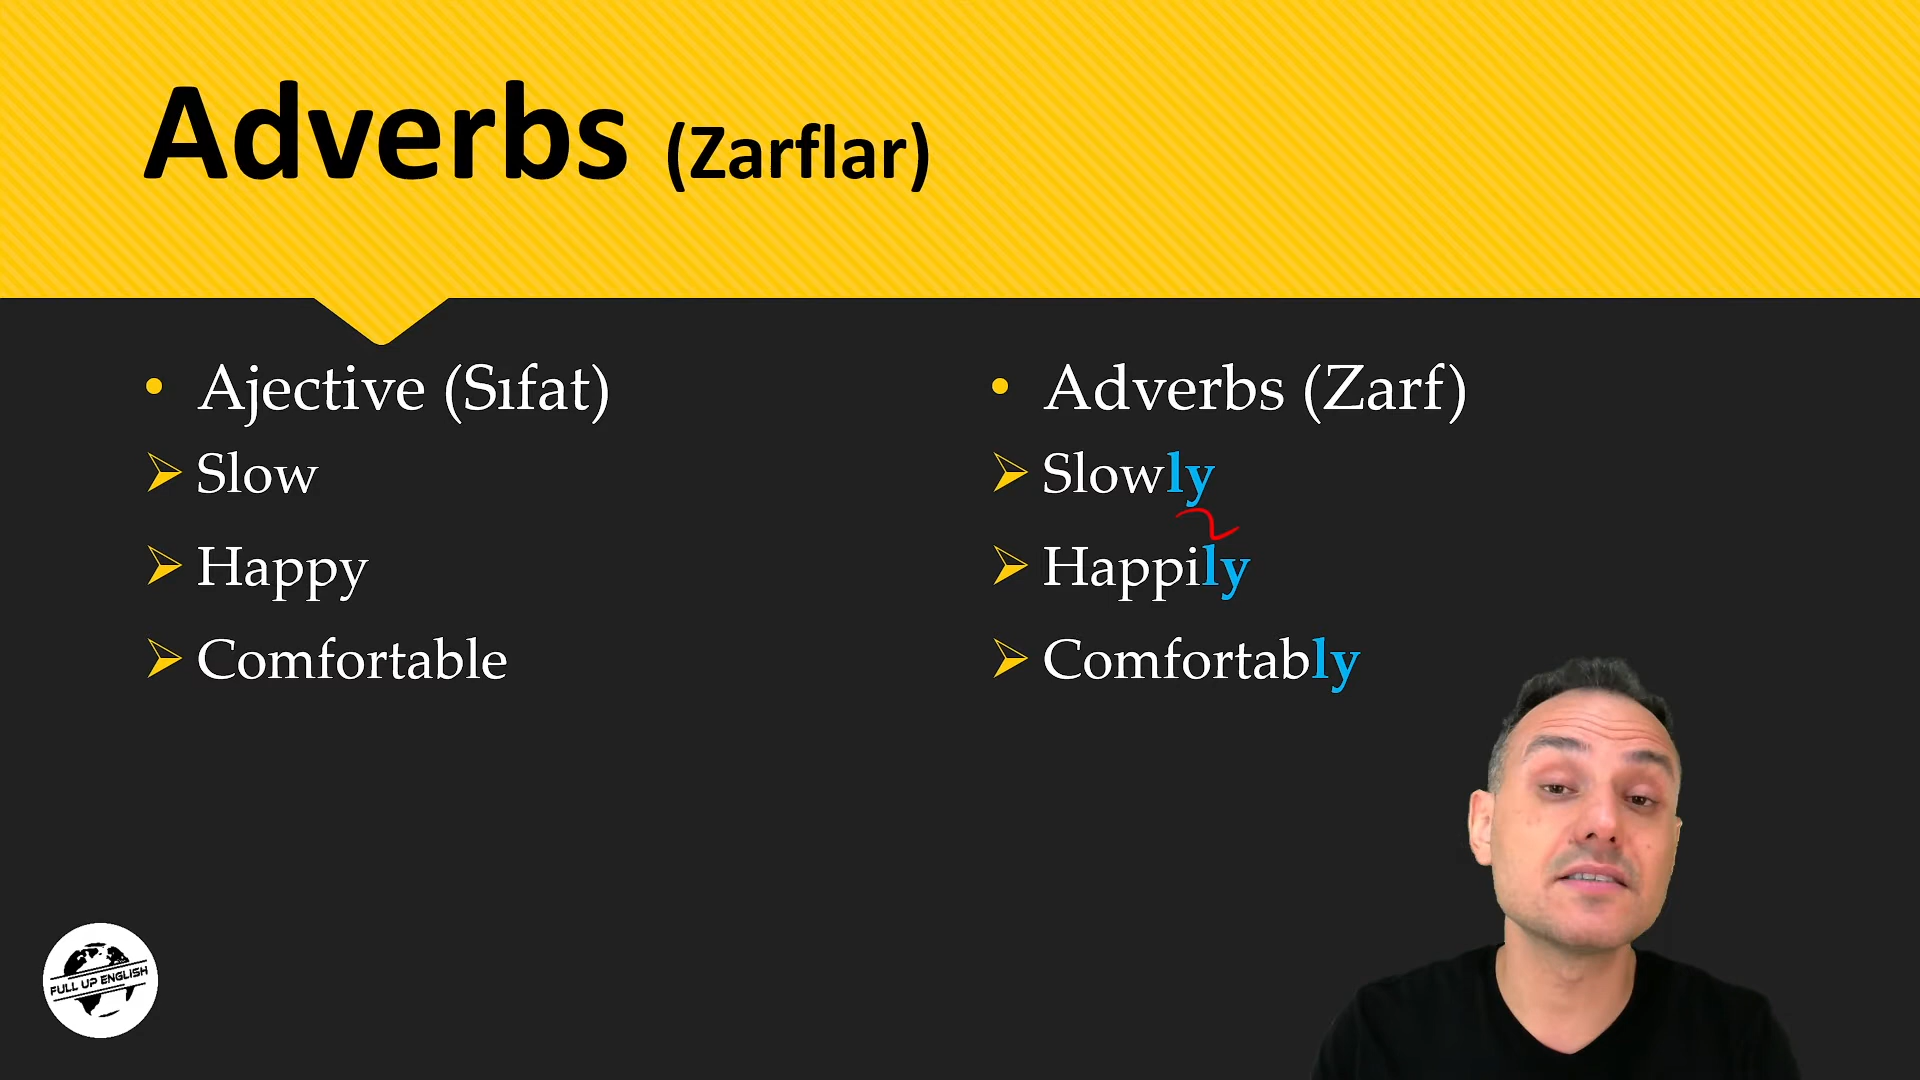 Adverbs (Zarflar)
Ajective (Sıfat)
Slow
Happy
Comfortable
Adverbs (Zarf)
Slowly
Happily
Comfortably
FULL UP ENGLISH